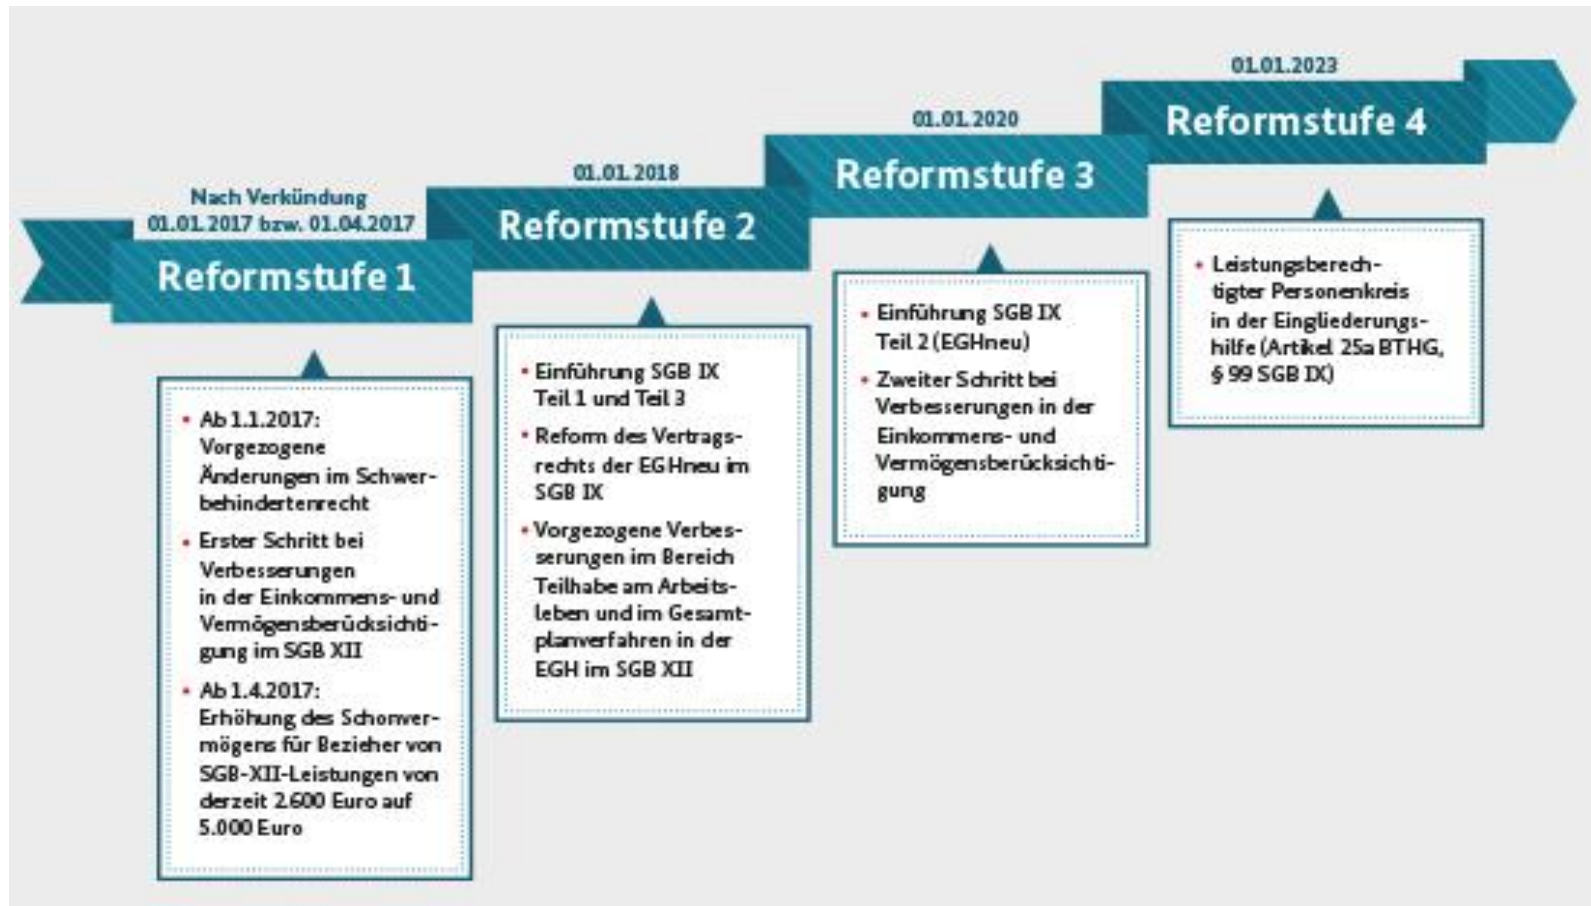 Nach Verkündung
01.01.2017 bzw. 01.04.2017
Reformstufe 1
• Ab 1.1.2017:
Vorgezogene
Änderungen im Schwer-
behindertenrecht
• Erster Schritt bei
Verbesserungen
in der Einkommens- und
Vermögensberücksichti-
gung im SGB XII
• Ab 1.4.2017:
Erhöhung des Schonver-
mögens für Bezieher von
SGB-XII-Leistungen von
derzeit 2.600 Euro auf
5.000 Euro
01.01.2018
Reformstufe 2
• Einführung SGB IX
Teil 1 und Teil 3
• Reform des Vertrags-
rechts der EGHneu im
SGB IX
• Vorgezogene Verbes-
serungen im Bereich
Teilhabe am Arbeits-
leben und im Gesamt-
planverfahren in der
EGH im SGB XII
01.01.2020
Reformstufe 3
• Einführung SGB IX
Teil 2 (EGHneu)
• Zweiter Schritt bei
Verbesserungen in der
Einkommens- und
Vermögensberücksichti-
gung
01.01.2023
Reformstufe 4
• Leistungsberech-
tigter Personenkreis
in der Eingliederungs-
hilfe (Artikel 25a BTHG,
§ 99 SGB IX)